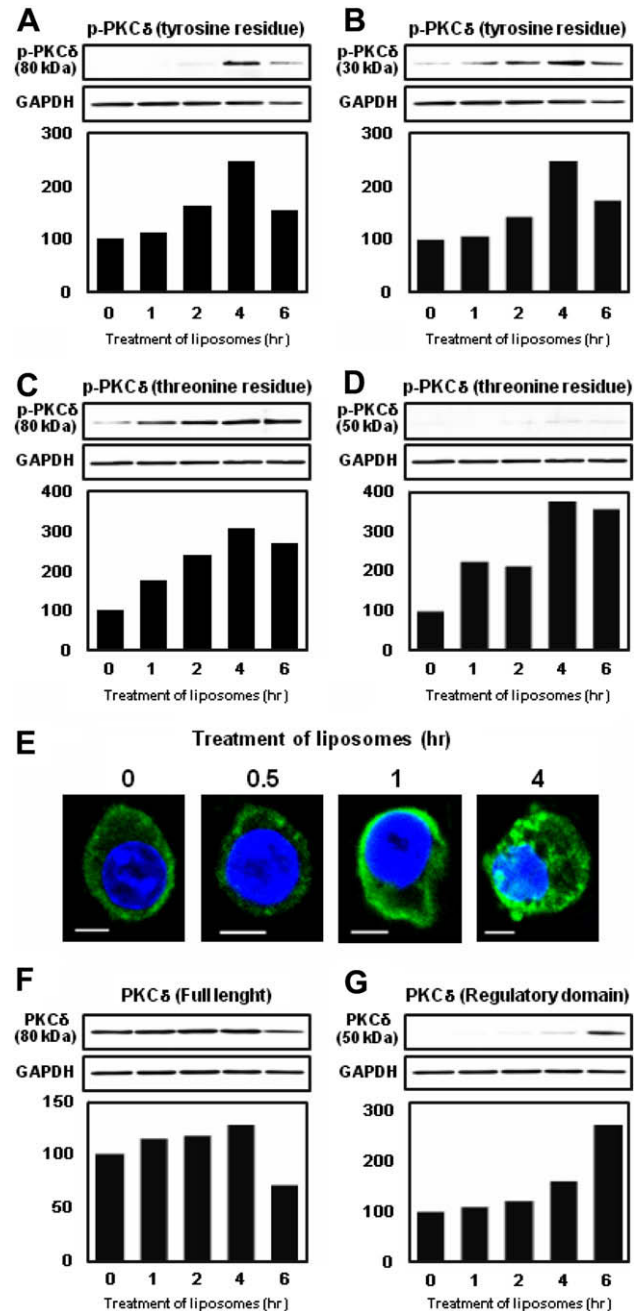 A
p-PKCδ (tyrosine residue)
p-PKCδ
(80 kDa)
GAPDH
300
200
100
0
0 1 2 4 6
Treatment of liposomes (hr)
B
p-PKCδ (tyrosine residue)
p-PKCδ
(30 kDa)
GAPDH
300
200
100
0
0 1 2 4 6
Treatment of liposomes (hr)
C
p-PKCδ (threonine residue)
p-PKCδ
(80 kDa)
GAPDH
400
300
200
100
0
0 1 2 4 6
Treatment of liposomes (hr)
D
p-PKCδ (threonine residue)
p-PKCδ
(50 kDa)
GAPDH
400
300
200
100
0
0 1 2 4 6
Treatment of liposomes (hr)
E
Treatment of liposomes (hr)
0 0.5 1 4
F
PKCδ (Full lenght)
PKCδ
(80 kDa)
GAPDH
150
100
50
0
0 1 2 4 6
Treatment of liposomes (hr)
G
PKCδ (Regulatory domain)
PKCδ
(50 kDa)
GAPDH
300
200
100
0
0 1 2 4 6
Treatment of liposomes (hr)